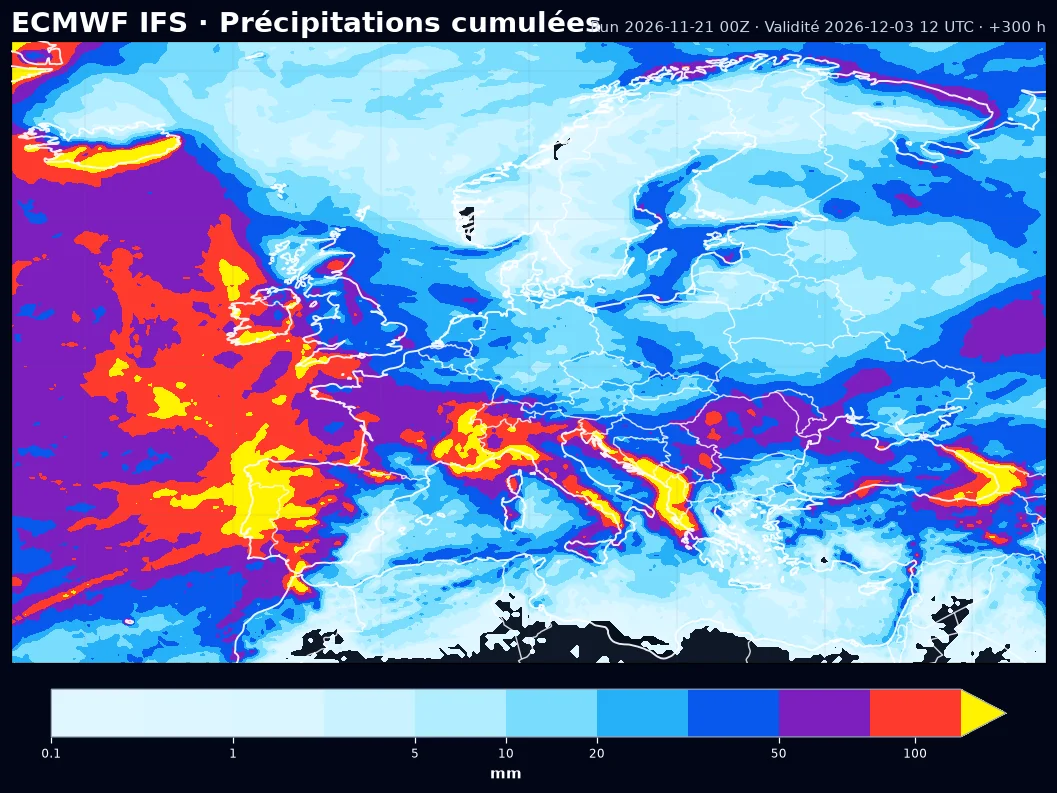 ECMWF IFS · Précipitations cumulées
Run 2026-11-21 00Z · Validité 2026-12-03 12 UTC · +300 h
0.1 1 5 10 20 50 100
mm